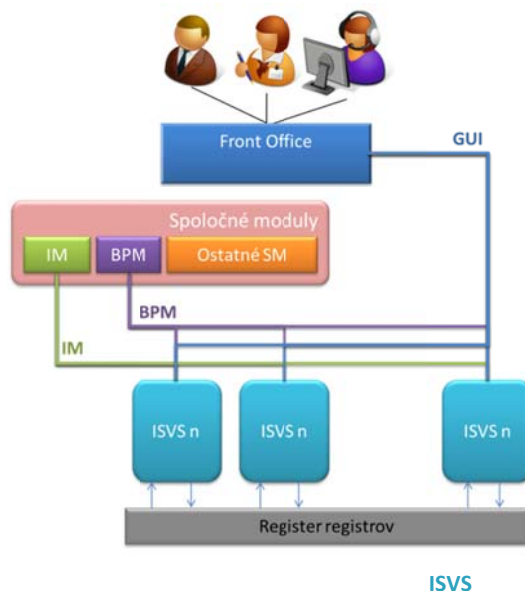 Front Office
GUI
Spoločné moduly
IM
BPM
Ostatné SM
BPM
IM
ISVS n
ISVS n
ISVS n
Register registrov
ISVS